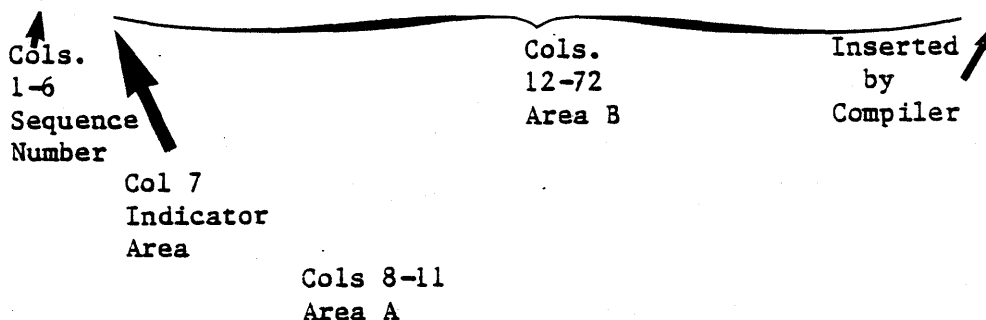 Cols.
1-6
Sequence
Number
Col 7
Indicator
Area
Cols 8-11
Area A
Cols.
12-72
Area B
Inserted
by
Compiler